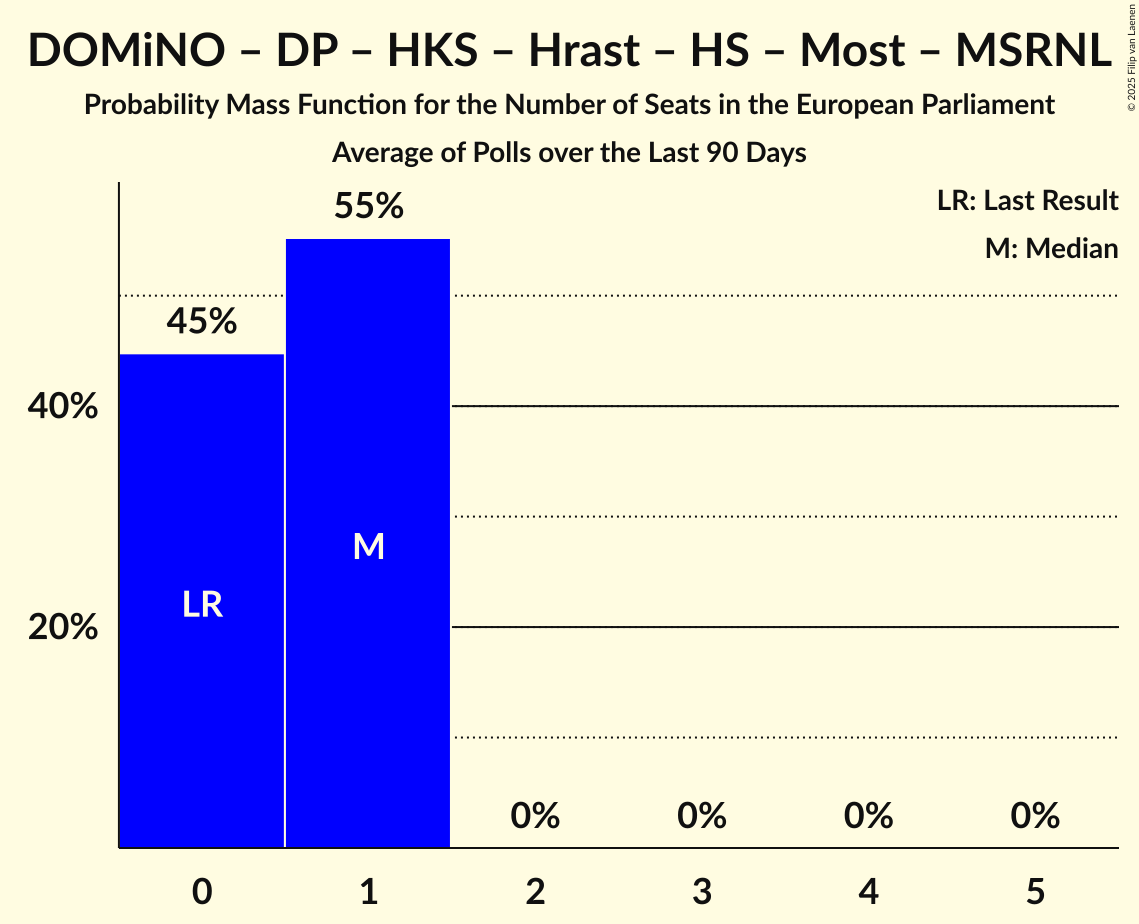 DOMiNO – DP – HKS – Hrast – HS – Most – MSRNL
Probability Mass Function for the Number of Seats in the European Parliament
Average of Polls over the Last 90 Days
© 2025 Filip van Laenen
LR: Last Result
M: Median
55%
45%
40%
M
LR
20%
0% 0% 0% 0%
0 1 2 3 4 5